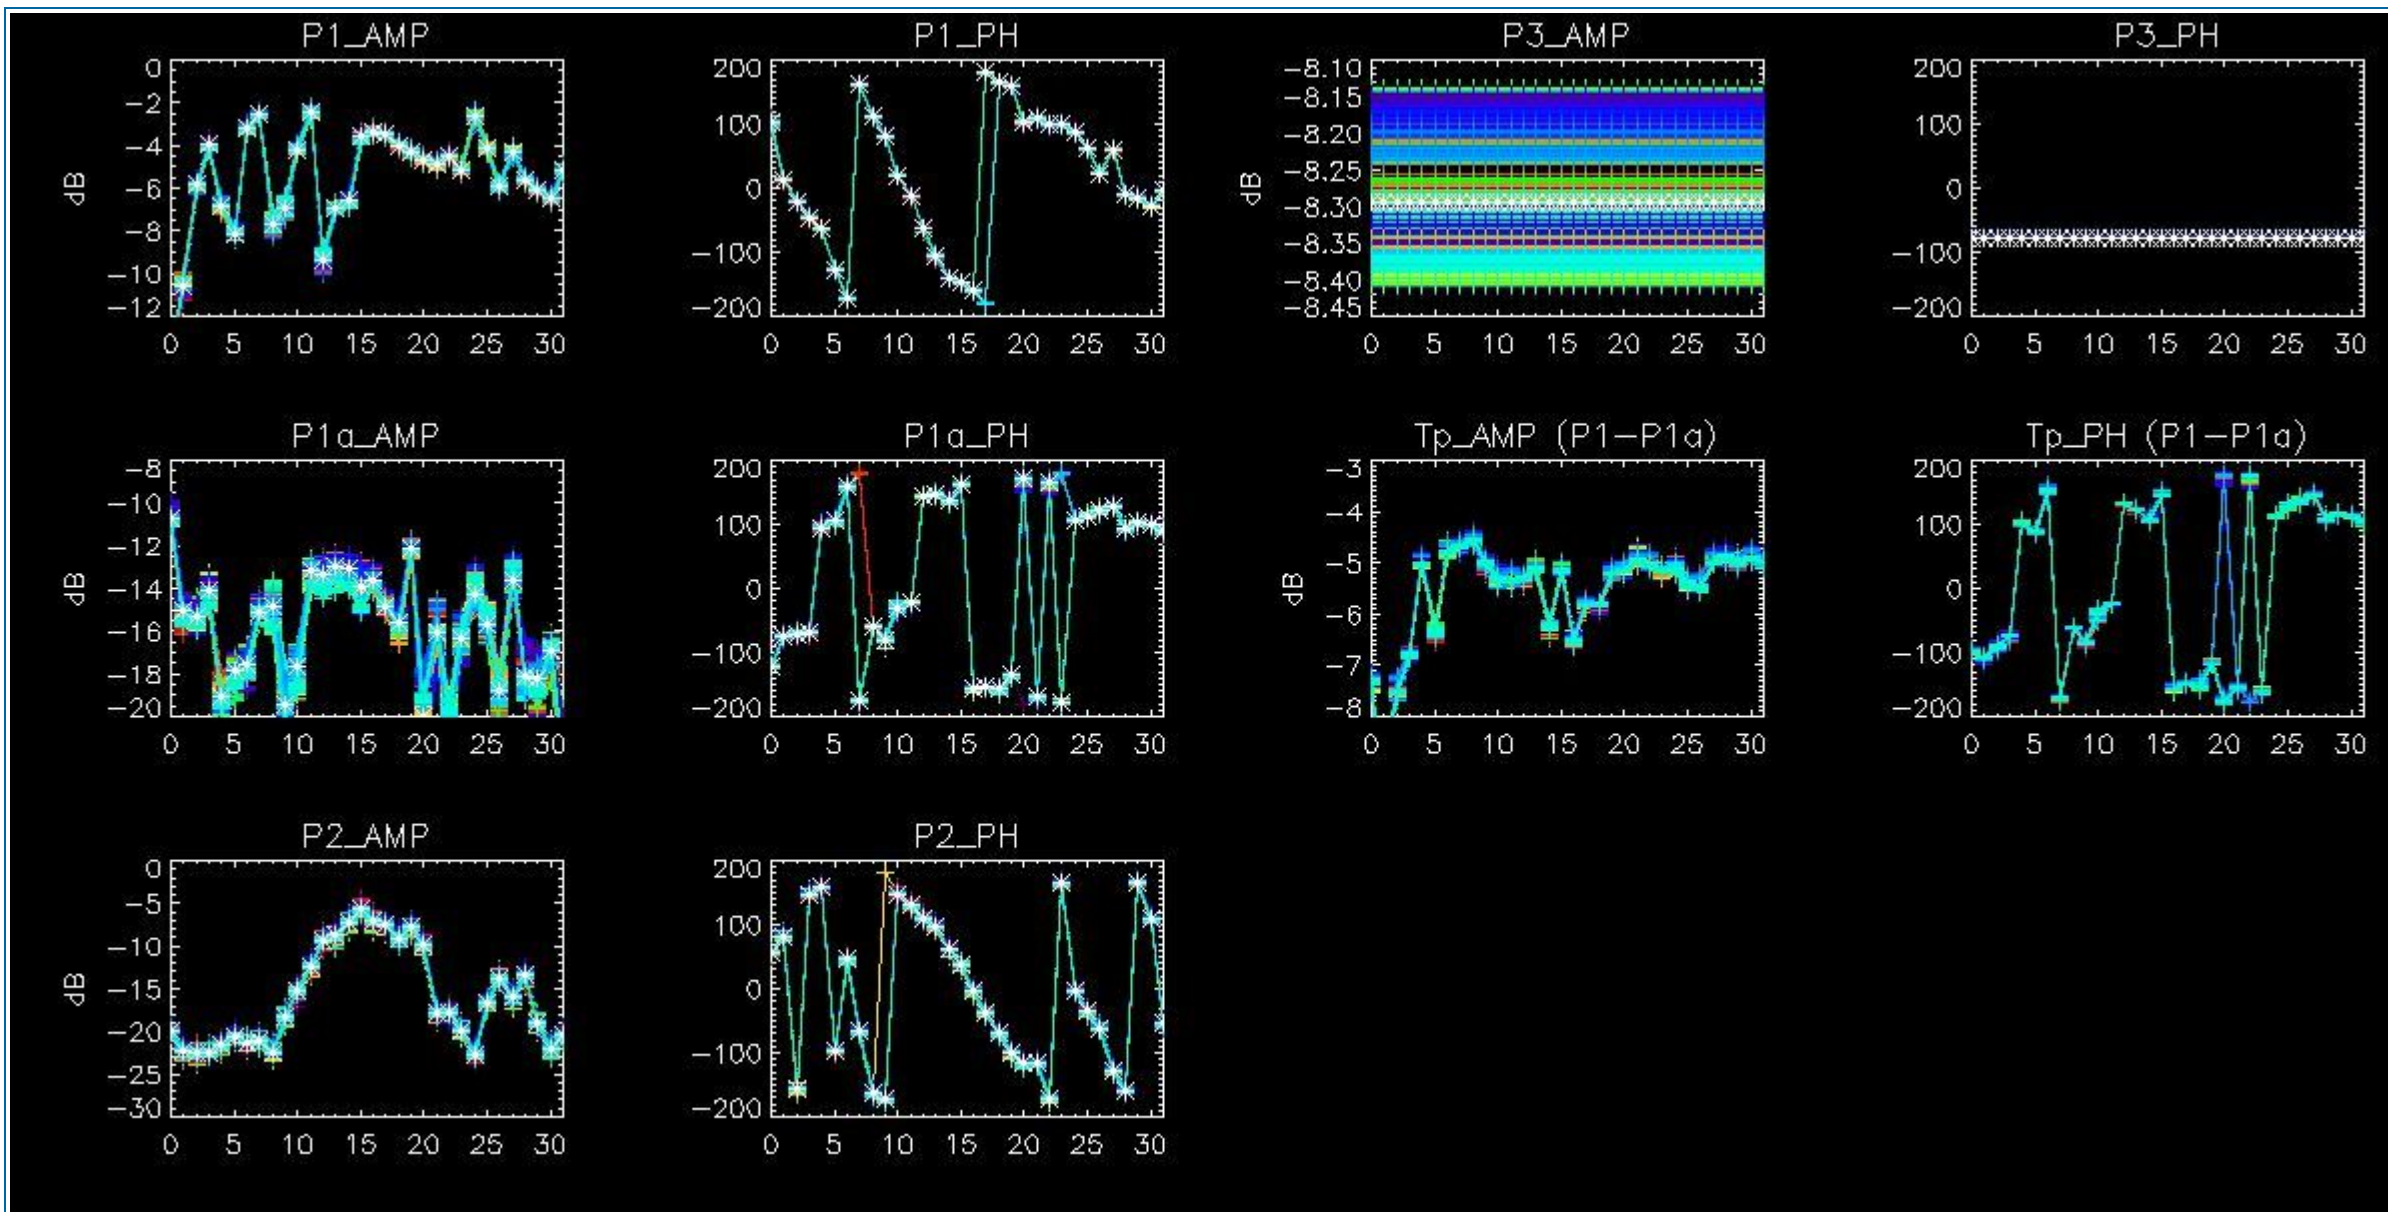 P1_AMP P1_PH P3_AMP P3_PH
0 200 -8.10 200
-2 -8.15
-4 100 -8.20 100
dB -6 0 dB -8.25 0
-8 -8.30
-100 -8.35 -100
-10 -8.40
-12 -200 -8.45 -200
0 5 10 15 20 25 30 0 5 10 15 20 25 30 0 5 10 15 20 25 30 0 5 10 15 20 25 30
P1a_AMP P1a_PH Tp_AMP (P1-P1a) Tp_PH (P1-P1a)
-8 200 -3 200
-10 100 -4 100
-12
dB -14 0 dB -5 0
-16 -6
-18 -100 -7 -100
-20 -200 -8 -200
0 5 10 15 20 25 30 0 5 10 15 20 25 30 0 5 10 15 20 25 30 0 5 10 15 20 25 30
P2_AMP P2_PH
0 200
-5 100
-10
dB -15 0
-20 -100
-25
-30 -200
0 5 10 15 20 25 30 0 5 10 15 20 25 30